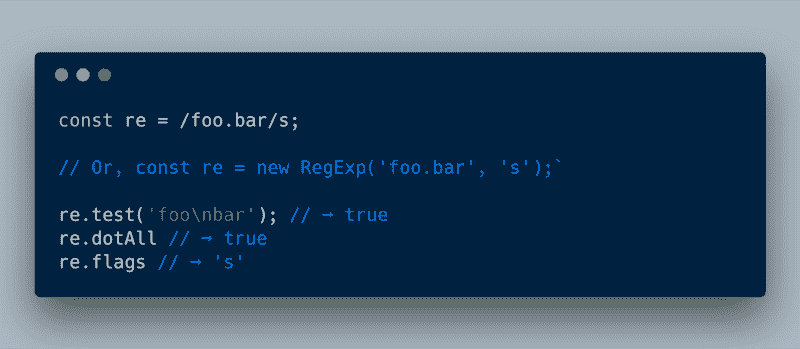 const re = /foo.bar/s;
// Or, const re = new RegExp('foo.bar', 's');`
re.test('foo\nbar'); // → true
re.dotAll // → true
re.flags // → 's'